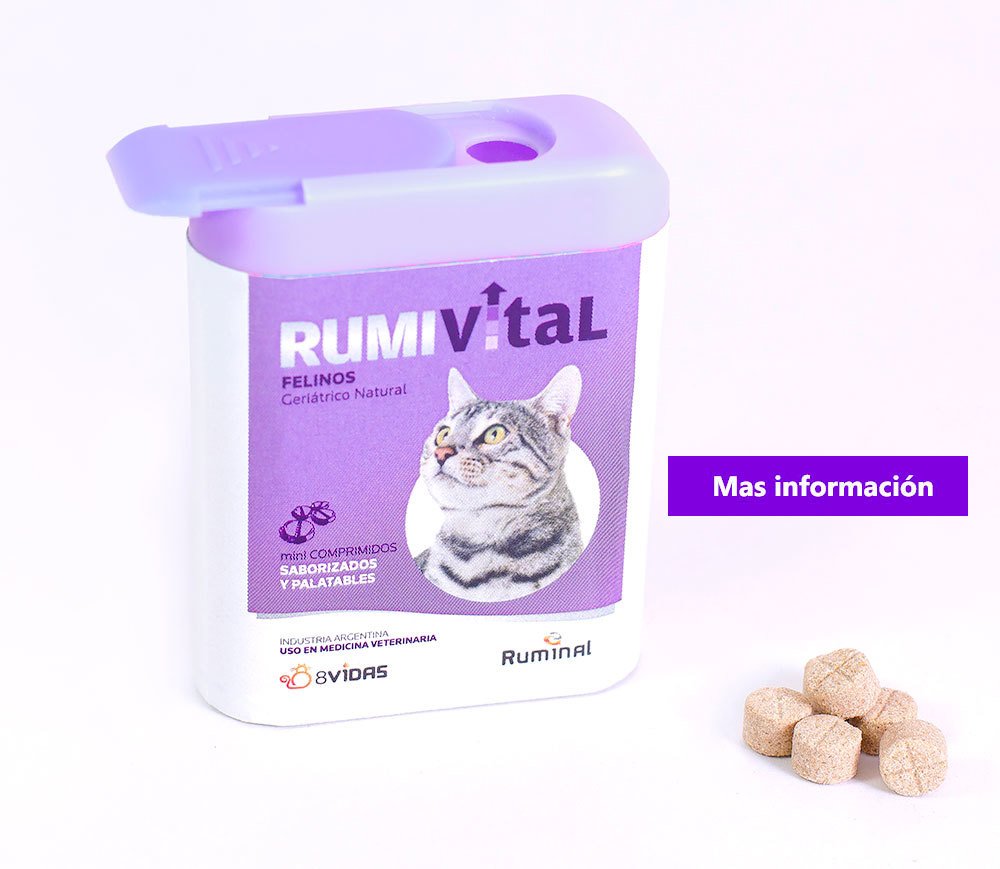 RUMIVitaL
FELINOS
Geriátrico Natural
mini COMPRIMIDOS
SABORIZADOS
Y PALATABLES
INDUSTRIA ARGENTINA
USO EN MEDICINA VETERINARIA
8VIDAS
RumiNAl
Mas información